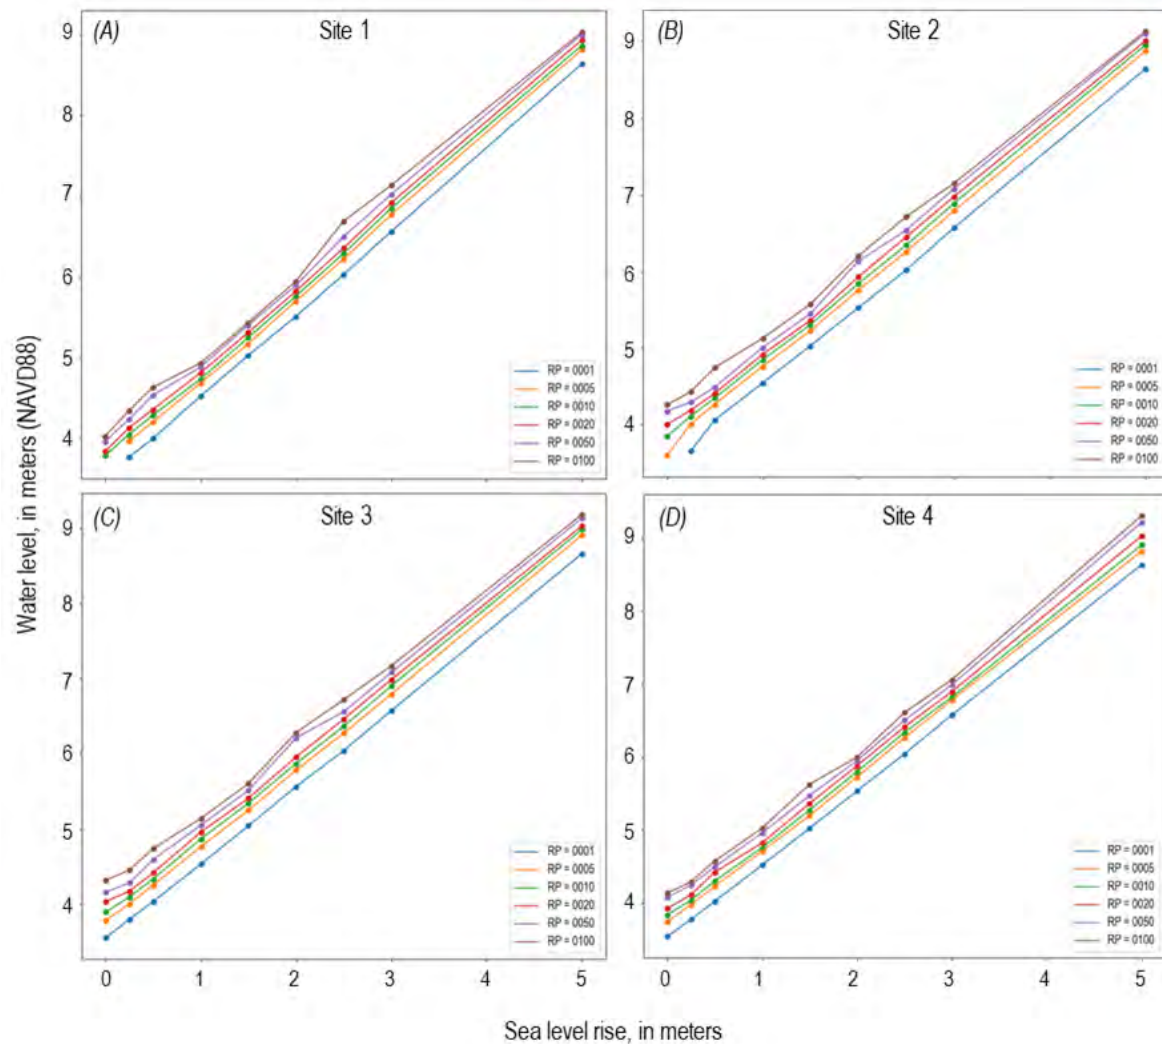 (A) Site 1
9
8
7
6
5
4
RP = 0001
RP = 0005
RP = 0010
RP = 0020
RP = 0050
RP = 0100
(B) Site 2
9
8
7
6
5
4
RP = 0001
RP = 0005
RP = 0010
RP = 0020
RP = 0050
RP = 0100
Water level, in meters (NAVD88)
(C) Site 3
9
8
7
6
5
4
RP = 0001
RP = 0005
RP = 0010
RP = 0020
RP = 0050
RP = 0100
0 1 2 3 4 5
(D) Site 4
9
8
7
6
5
4
RP = 0001
RP = 0005
RP = 0010
RP = 0020
RP = 0050
RP = 0100
0 1 2 3 4 5
Sea level rise, in meters